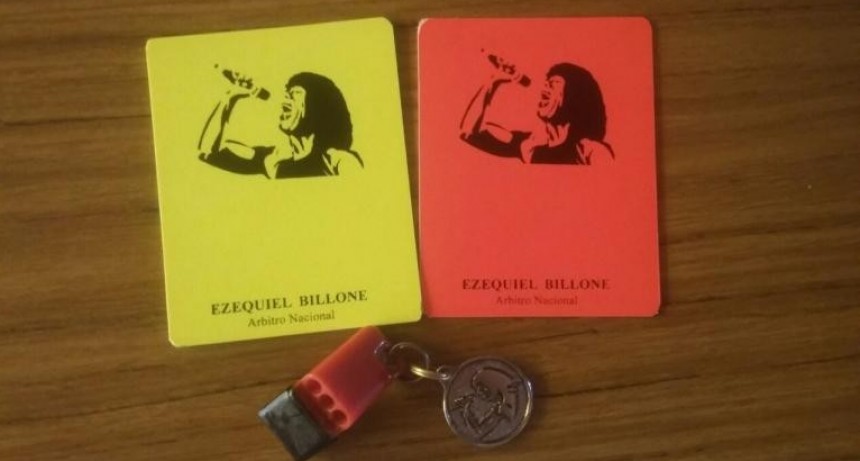 EZEQUIEL BILLONE
Arbitro Nacional
EZEQUIEL BILLONE
Arbitro Nacional